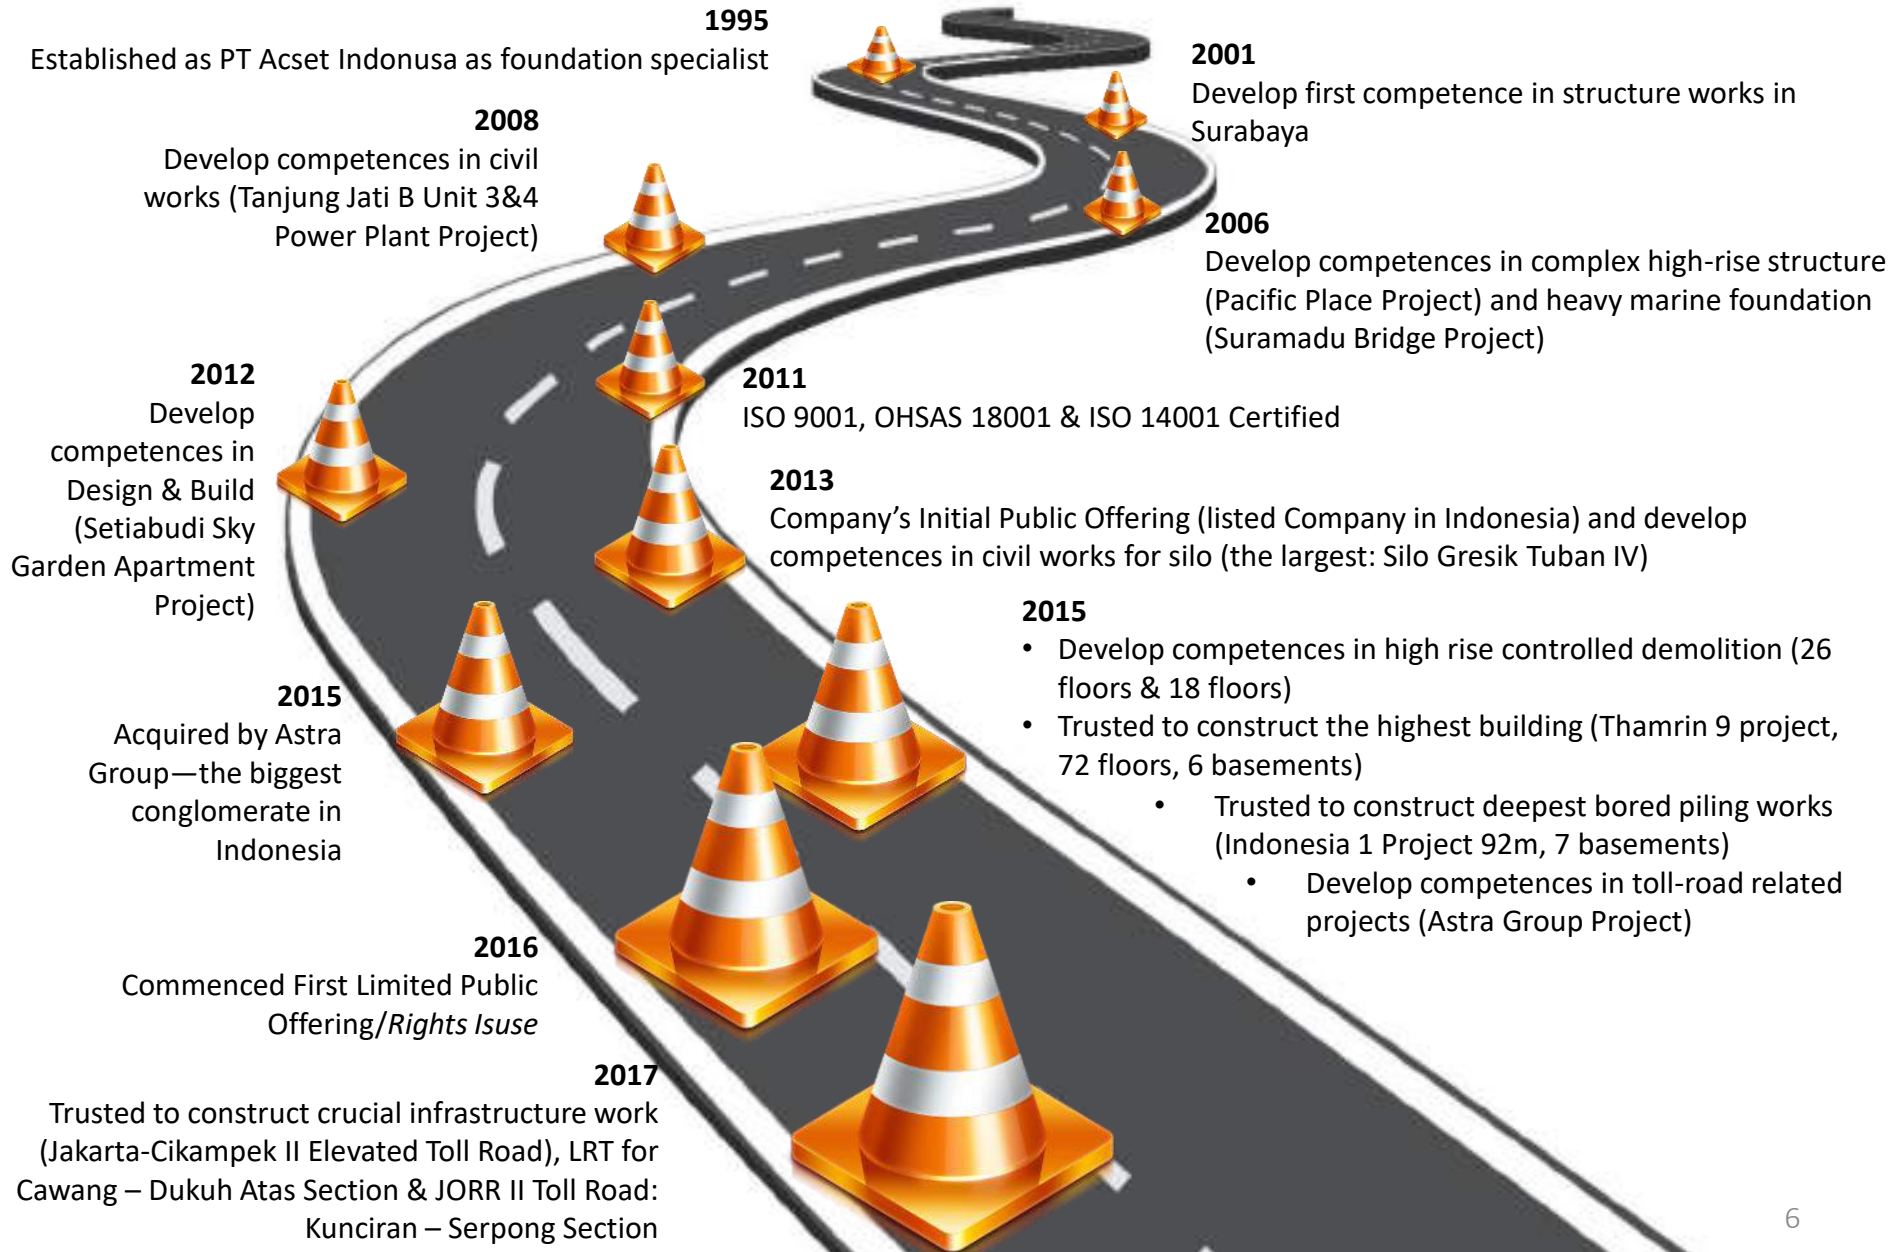 1995
Established as PT Acset Indonusa as foundation specialist
2001
Develop first competence in structure works in
Surabaya
2006
Develop competences in complex high-rise structure
(Pacific Place Project) and heavy marine foundation
(Suramadu Bridge Project)
2008
Develop competences in civil
works (Tanjung Jati B Unit 3&4
Power Plant Project)
2011
ISO 9001, OHSAS 18001 & ISO 14001 Certified
2012
Develop
competences in
Design & Build
(Setiabudi Sky
Garden Apartment
Project)
2013
Company’s Initial Public Offering (listed Company in Indonesia) and develop
competences in civil works for silo (the largest: Silo Gresik Tuban IV)
2015
• Develop competences in high rise controlled demolition (26
floors & 18 floors)
• Trusted to construct the highest building (Thamrin 9 project,
72 floors, 6 basements)
• Trusted to construct deepest bored piling works
(Indonesia 1 Project 92m, 7 basements)
• Develop competences in toll-road related
projects (Astra Group Project)
2015
Acquired by Astra
Group—the biggest
conglomerate in
Indonesia
2016
Commenced First Limited Public
Offering/Rights Isuse
2017
Trusted to construct crucial infrastructure work
(Jakarta-Cikampek II Elevated Toll Road), LRT for
Cawang – Dukuh Atas Section & JORR II Toll Road:
Kunciran – Serpong Section
6